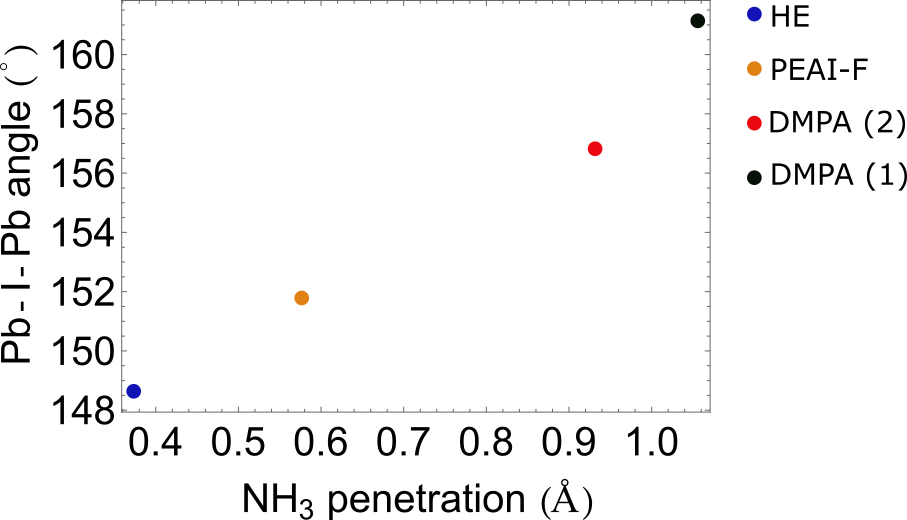 HE
PEAI-F
DMPA (2)
DMPA (1)
Pb-I-Pb angle (°)
160
158
156
154
152
150
148
0.4 0.5 0.6 0.7 0.8 0.9 1.0
NH₃ penetration (Å)